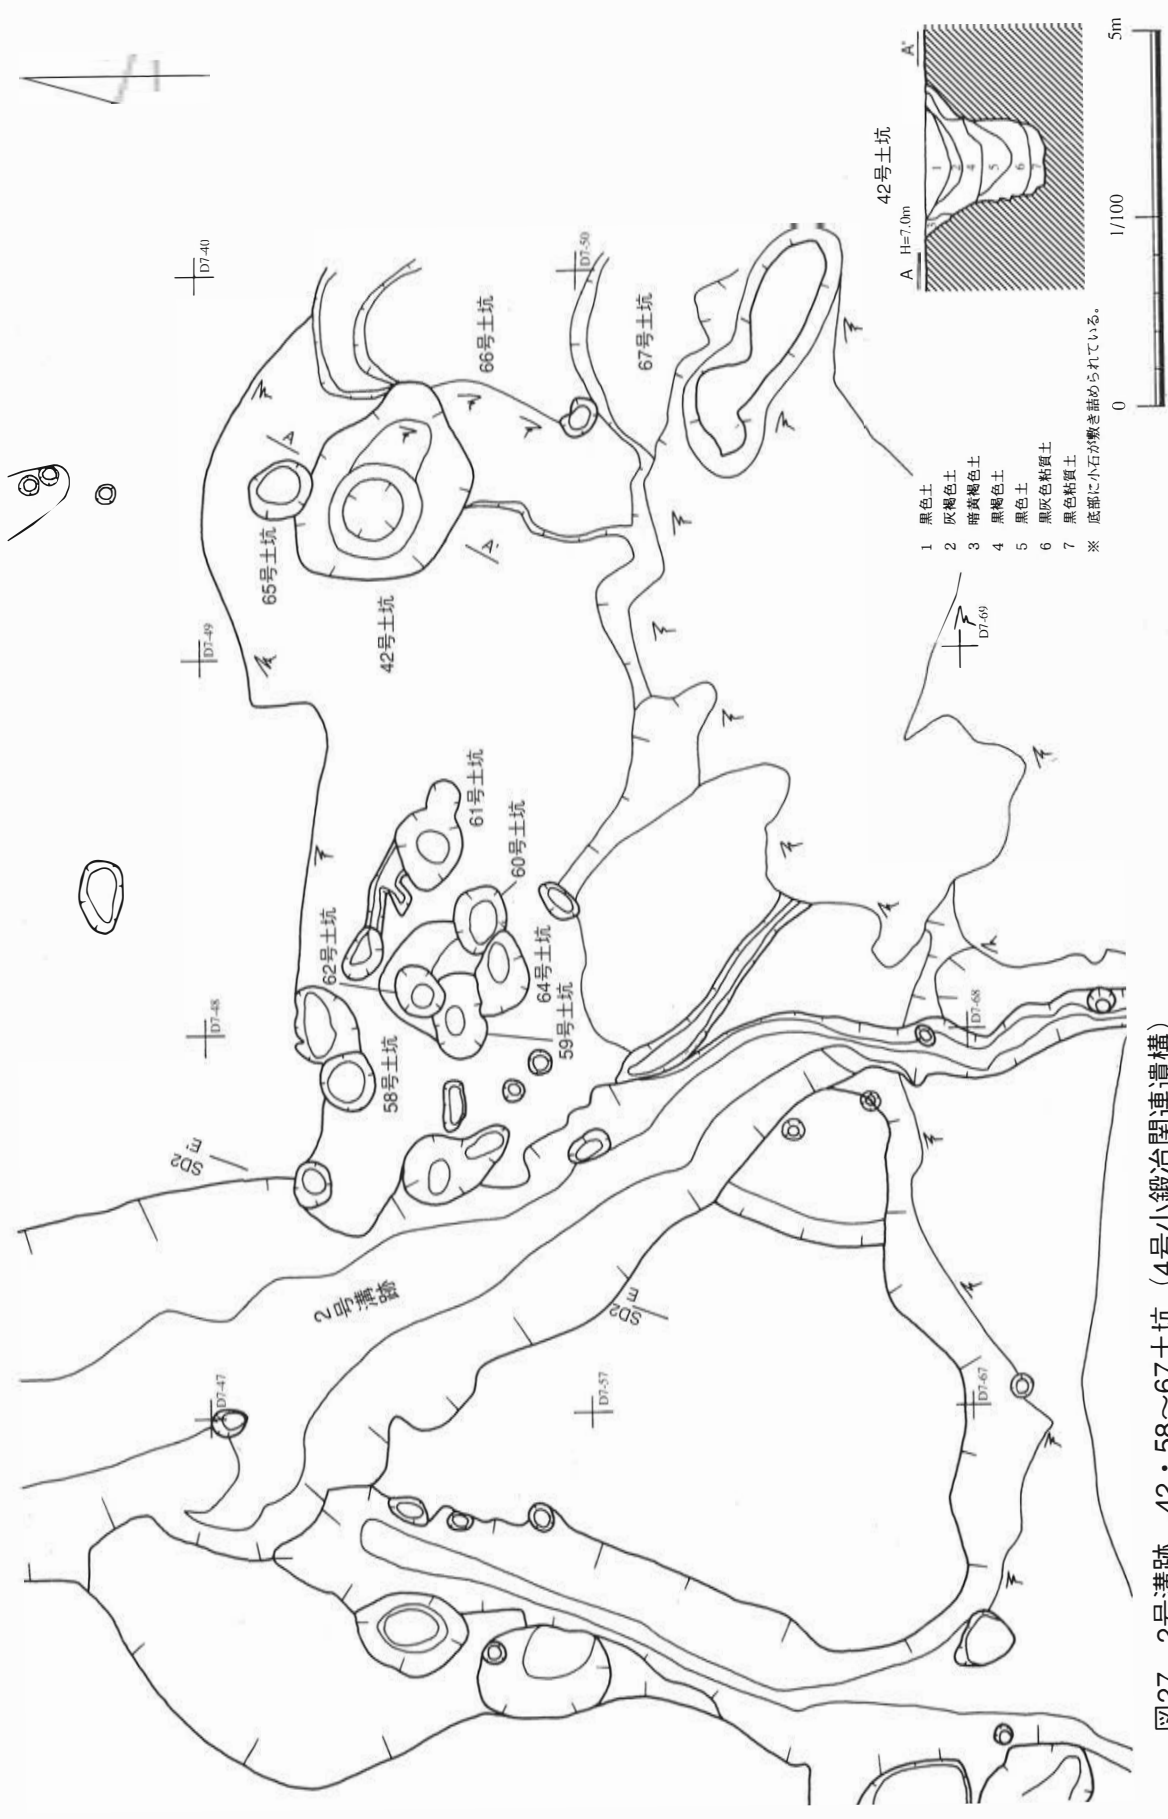 D7-40
D7-50
66号土坑
67号土坑
A
65号土坑
42号土坑
A'
D7-49
61号土坑
60号土坑
62号土坑
64号土坑
59号土坑
58号土坑
D7-48
D7-69
D7-68
SD2
E'
2号溝跡
SD2
E
D7-47
D7-57
D7-67
42号土坑
A H=7.0m A'
1
2
3
4
5
6
7
1 黒色土
2 灰褐色土
3 暗黄褐色土
4 黒褐色土
5 黒色土
6 黒灰色粘質土
7 黒色粘質土
※ 底部に小石が敷き詰められている。
0 1/100 5m
図27 2号溝跡、42・58〜67土坑(4号小鍛冶関連遺構)